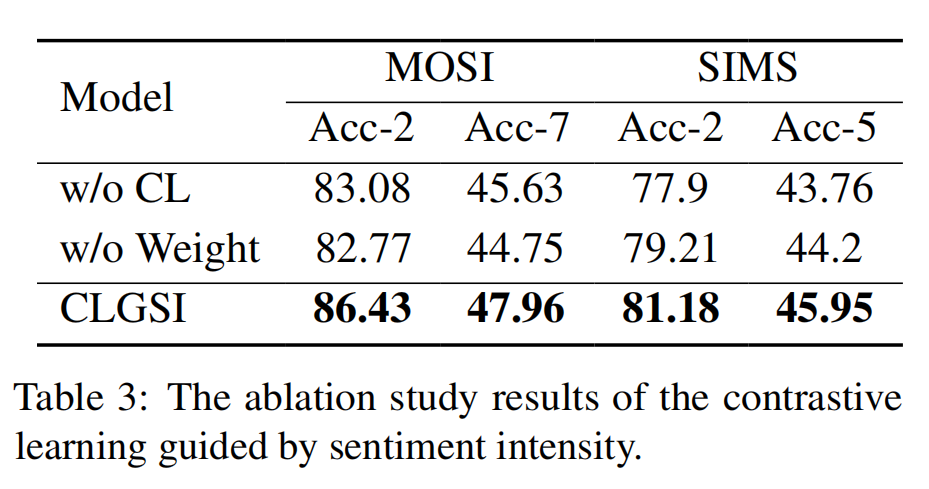 Model MOSI SIMS
Acc-2 Acc-7 Acc-2 Acc-5
w/o CL 83.08 45.63 77.9 43.76
w/o Weight 82.77 44.75 79.21 44.2
CLGSI 86.43 47.96 81.18 45.95
Table 3: The ablation study results of the contrastive
learning guided by sentiment intensity.